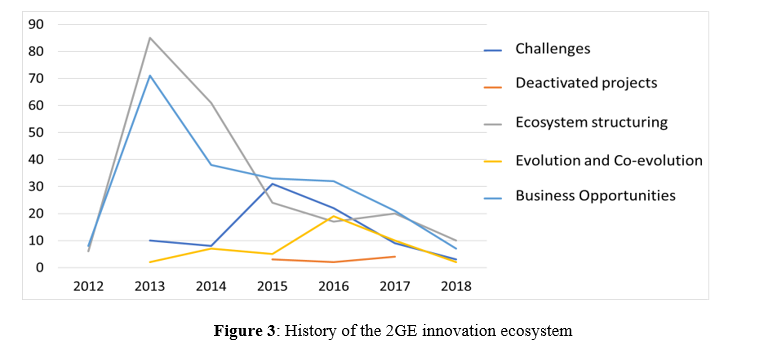 90
80
70
60
50
40
30
20
10
0
2012 2013 2014 2015 2016 2017 2018
Challenges
Deactivated projects
Ecosystem structuring
Evolution and Co-evolution
Business Opportunities
Figure 3: History of the 2GE innovation ecosystem